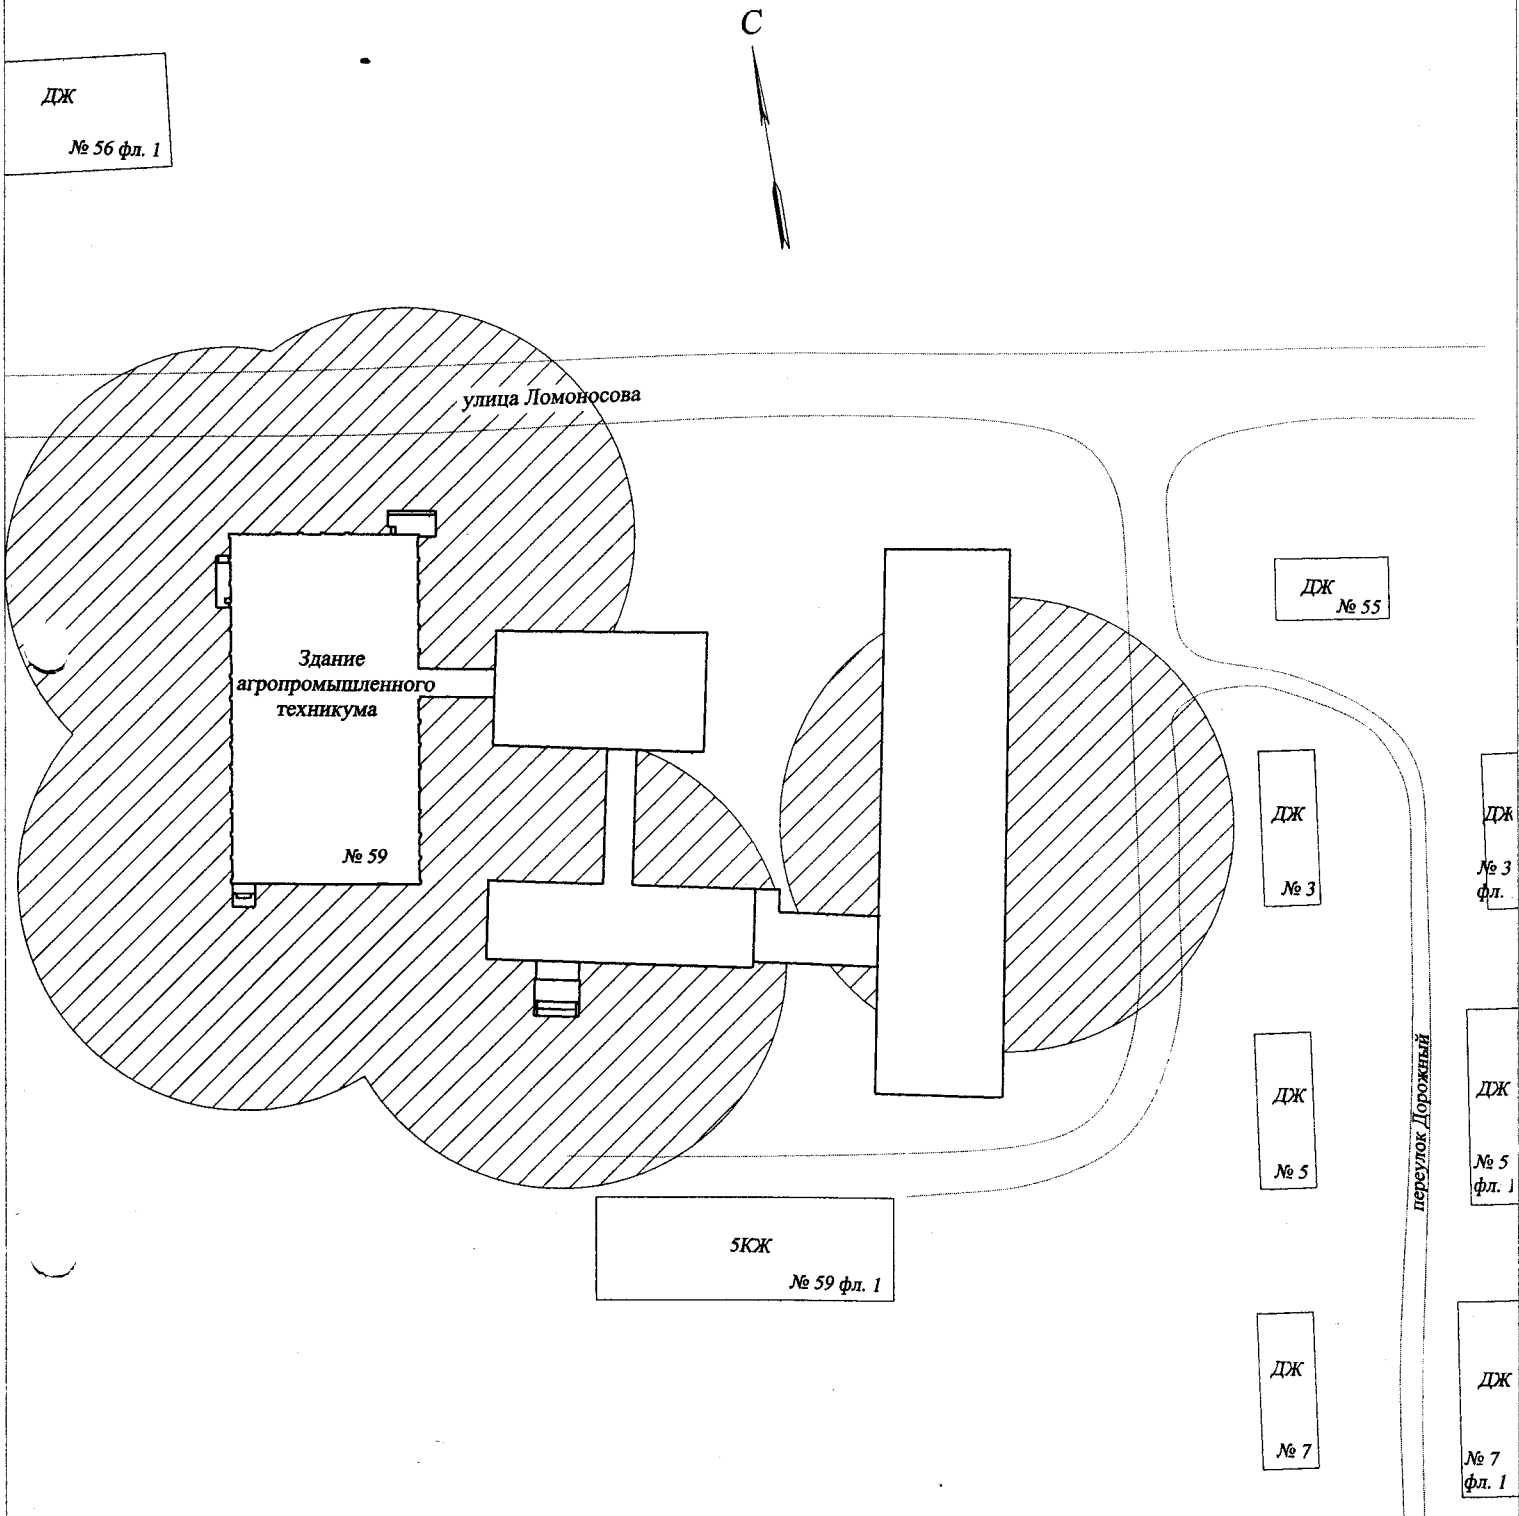 С
ДЖ
№ 56 фл. 1
улица Ломоносова
Здание
агропромышленного
техникума
№ 59
ДЖ
№ 55
ДЖ
№ 3
ДЖ
№ 3
фл.
ДЖ
№ 5
ДЖ
№ 5
фл. 1
переулок Дорожный
5КЖ
№ 59 фл. 1
ДЖ
№ 7
ДЖ
№ 7
фл. 1